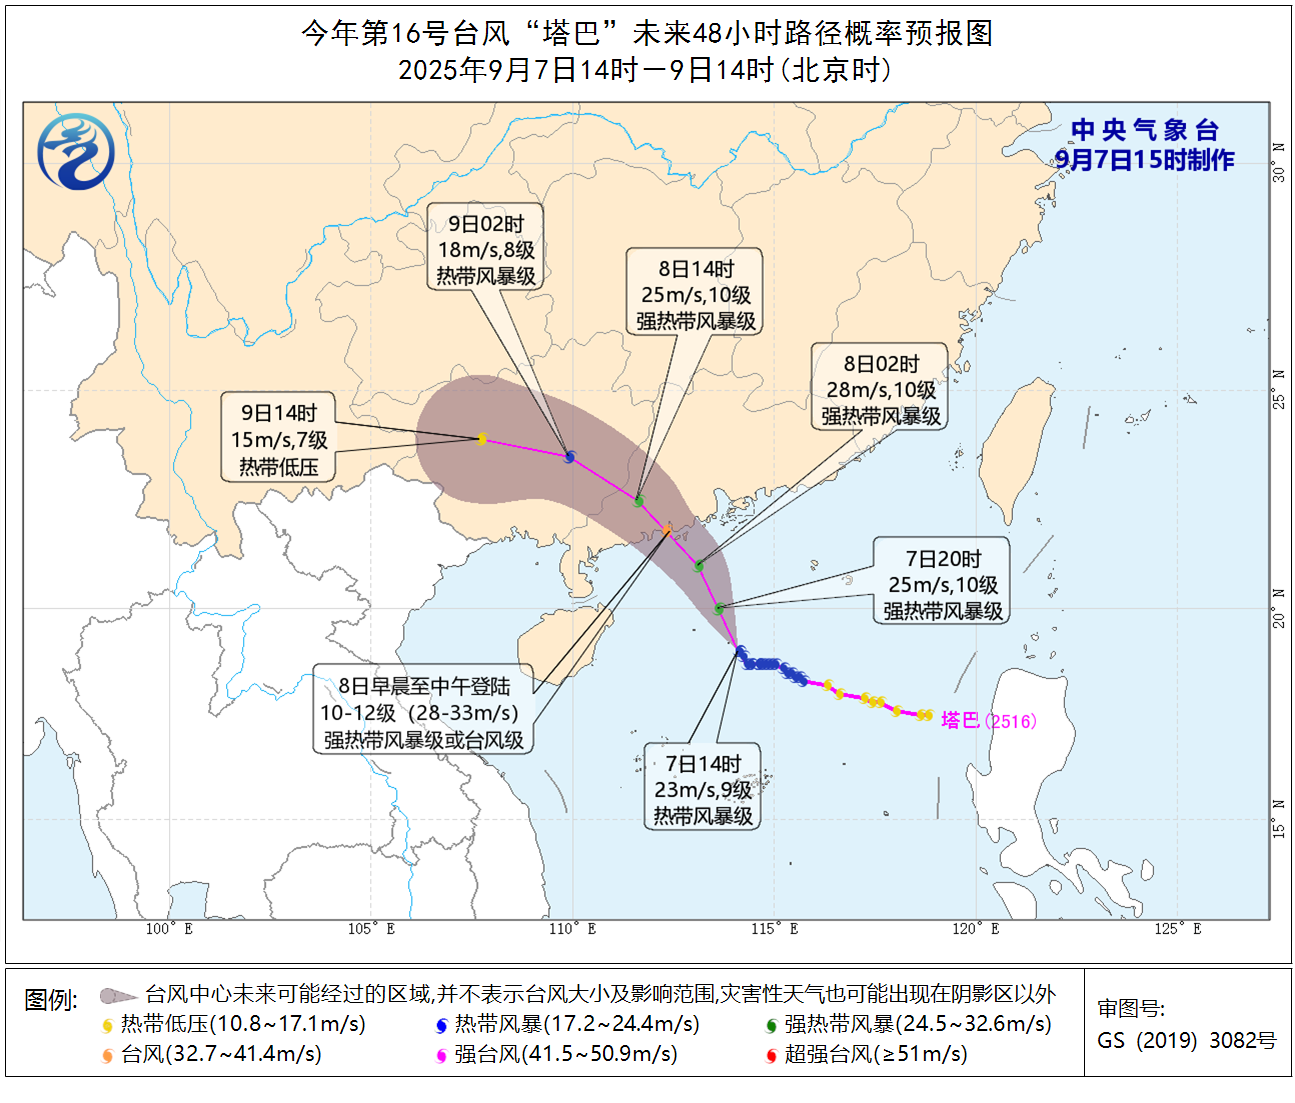 今年第16号台风“塔巴”未来48小时路径概率预报图
2025年9月7日14时—9日14时(北京时)
中央气象台
9月7日15时制作
9日02时
18m/s,8级
热带风暴级
8日14时
25m/s,10级
强热带风暴级
8日02时
28m/s,10级
强热带风暴级
9日14时
15m/s,7级
热带低压
7日20时
25m/s,10级
强热带风暴级
8日早晨至中午登陆
10-12级（28-33m/s）
强热带风暴级或台风级
7日14时
23m/s,9级
热带风暴级
塔巴(2516)
30° N
25° N
20° N
15° N
100° E
105° E
110° E
115° E
120° E
125° E
图例:
台风中心未来可能经过的区域,并不表示台风大小及影响范围,灾害性天气也可能出现在阴影区以外
热带低压(10.8~17.1m/s)
热带风暴(17.2~24.4m/s)
强热带风暴(24.5~32.6m/s)
台风(32.7~41.4m/s)
强台风(41.5~50.9m/s)
超强台风(≥51m/s)
审图号:
GS (2019) 3082号